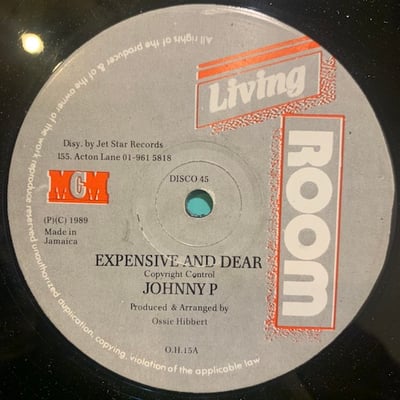 All rights of the producer & of the owner of the work reproduce reserved unauthorized duplication, copying, violation of the applicable law
Living
ROOM
Disy. by Jet Star Records
155. Acton Lane 01-961 5818
MGM
DISCO 45
(P)(C) 1989
Made in
Jamaica
EXPENSIVE AND DEAR
Copyright Control
JOHNNY P
Produced & Arranged by
Ossie Hibbert
O.H.15A